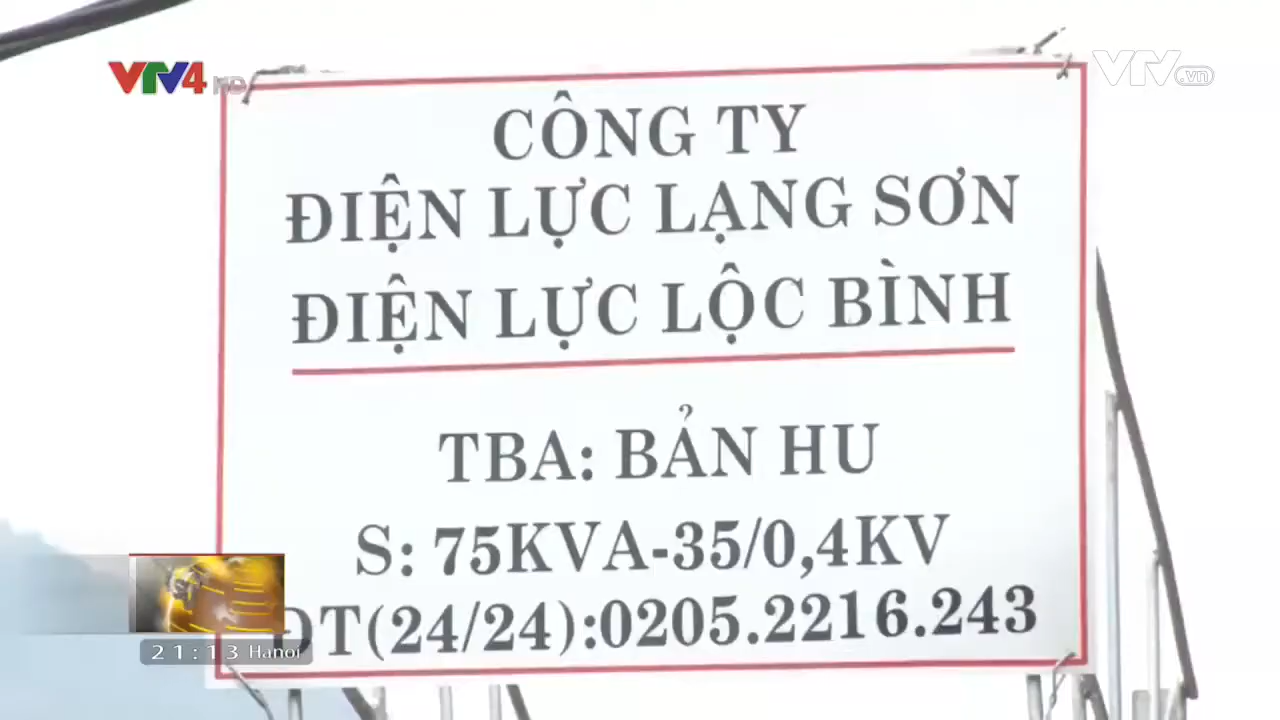 VTV4 HD
VTV.vn
CÔNG TY
ĐIỆN LỰC LẠNG SƠN
ĐIỆN LỰC LỘC BÌNH
TBA: BẢN HU
S: 75KVA-35/0,4KV
ĐT(24/24):0205.2216.243
21:13 Hanoi